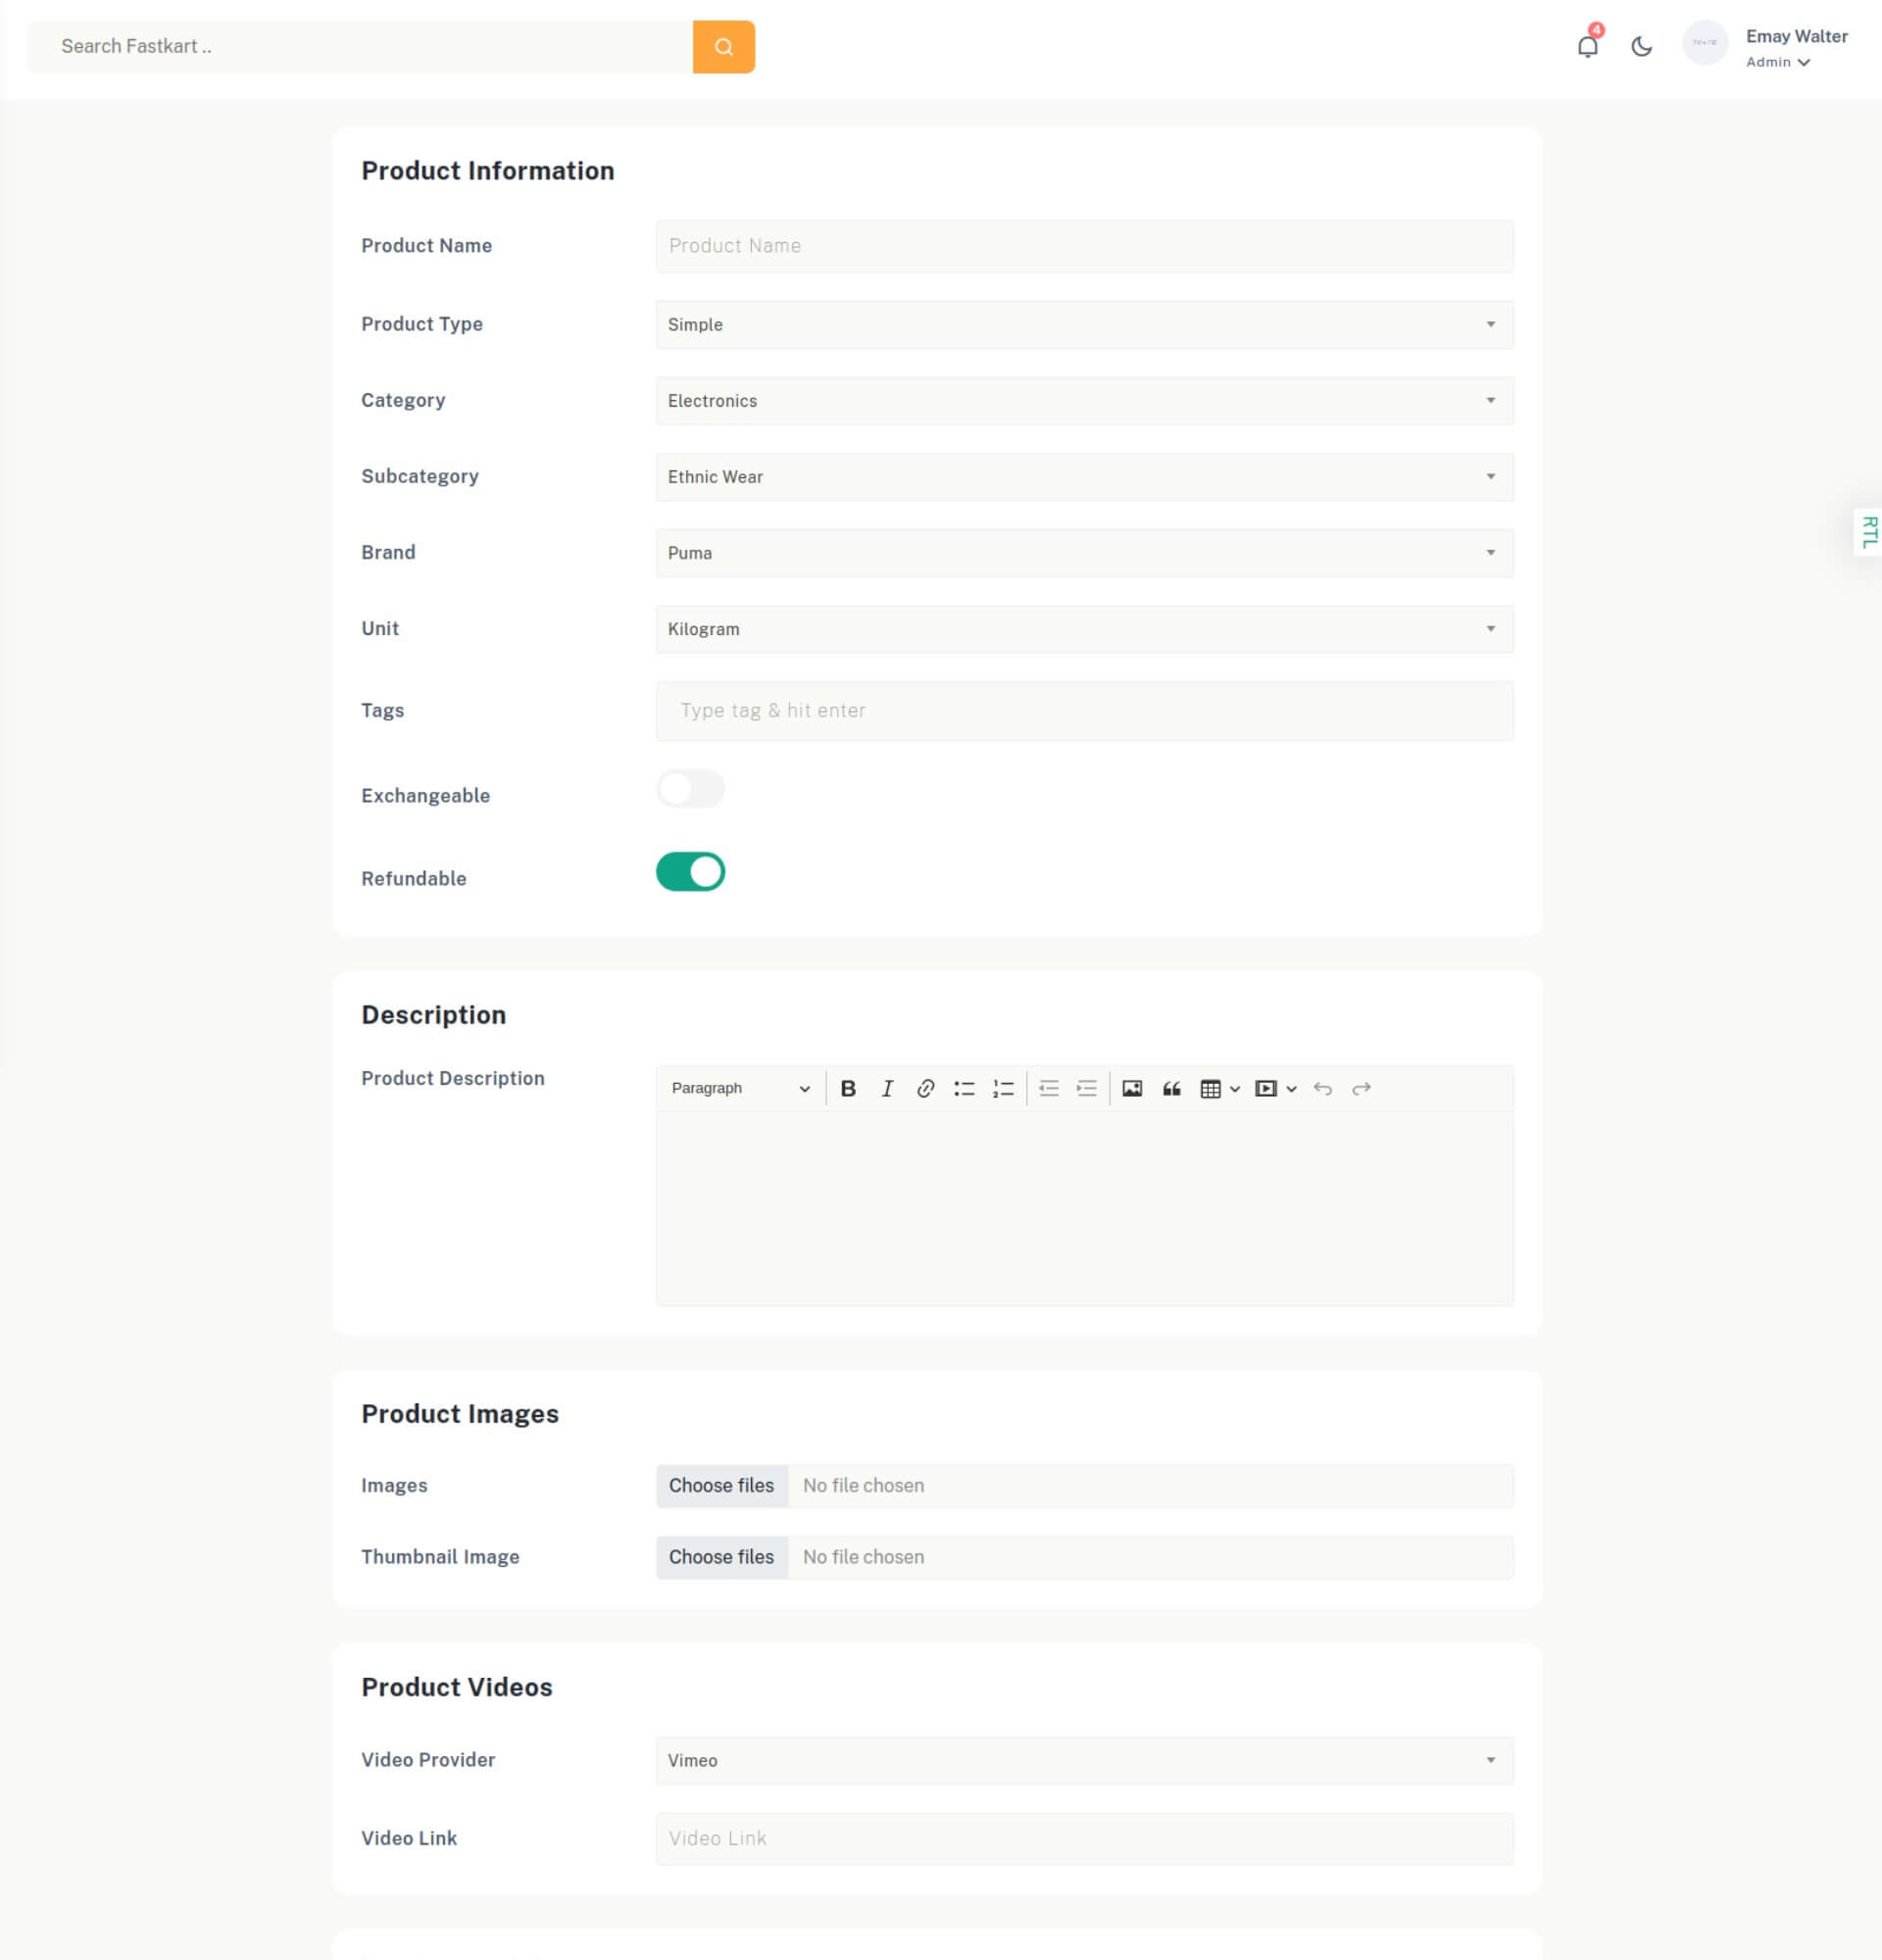 Search Fastkart ..
4
Emay Walter
Admin
Product Information
Product Name
Product Name
Product Type
Simple
Category
Electronics
Subcategory
Ethnic Wear
Brand
Puma
Unit
Kilogram
Tags
Type tag & hit enter
Exchangeable
Refundable
RTL
Description
Product Description
Paragraph
Product Images
Images
Choose files No file chosen
Thumbnail Image
Choose files No file chosen
Product Videos
Video Provider
Vimeo
Video Link
Video Link